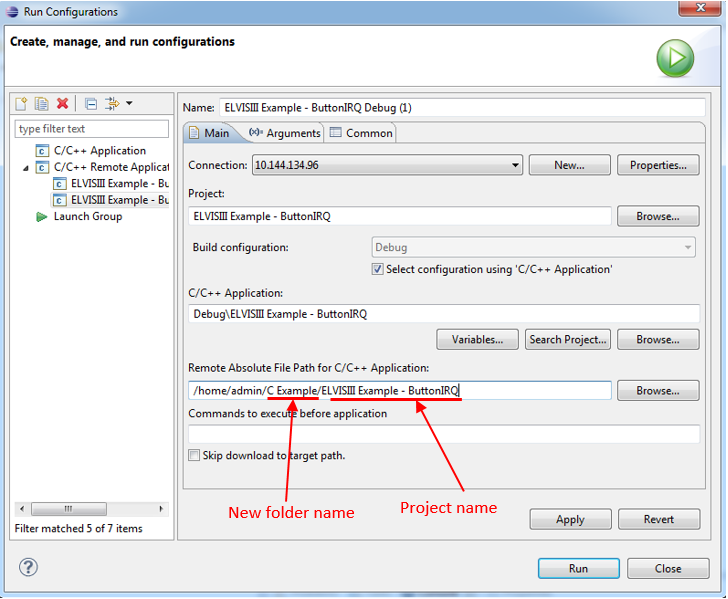 Run Configurations
Create, manage, and run configurations
type filter text
C/C++ Application
C/C++ Remote Applicat
ELVISIII Example - Bu
ELVISIII Example - Bu
Launch Group
Filter matched 5 of 7 items
Name: ELVISIII Example - ButtonIRQ Debug (1)
Main Arguments Common
Connection: 10.144.134.96 New... Properties...
Project:
ELVISIII Example - ButtonIRQ Browse...
Build configuration: Debug
Select configuration using 'C/C++ Application'
C/C++ Application:
Debug\ELVISIII Example - ButtonIRQ
Variables... Search Project... Browse...
Remote Absolute File Path for C/C++ Application:
/home/admin/C Example/ELVISIII Example - ButtonIRQ Browse...
Commands to execute before application
Skip download to target path.
New folder name Project name
Apply Revert
Run Close